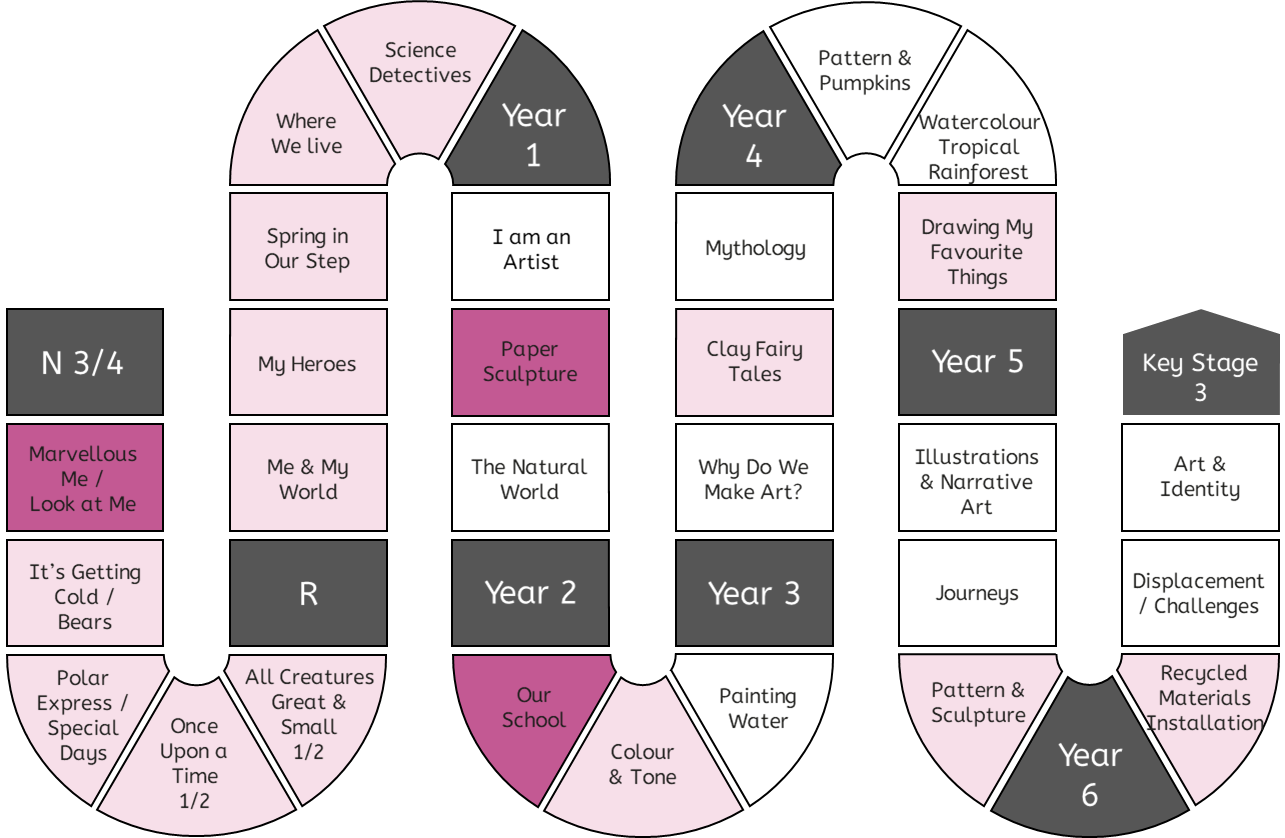 N 3/4
Marvellous
Me /
Look at Me
It's Getting
Cold /
Bears
Polar
Express /
Special
Days
Once
Upon a
Time
1/2
All Creatures
Great &
Small
1/2
R
Me & My
World
My Heroes
Spring in
Our Step
Where
We live
Science
Detectives
Year
1
I am an
Artist
Paper
Sculpture
The Natural
World
Year 2
Our
School
Colour
& Tone
Painting
Water
Year 3
Why Do We
Make Art?
Clay Fairy
Tales
Mythology
Year
4
Pattern &
Pumpkins
Watercolour
Tropical
Rainforest
Drawing My
Favourite
Things
Year 5
Illustrations
& Narrative
Art
Journeys
Pattern &
Sculpture
Year
6
Recycled
Materials
Installation
Displacement
/ Challenges
Art &
Identity
Key Stage
3